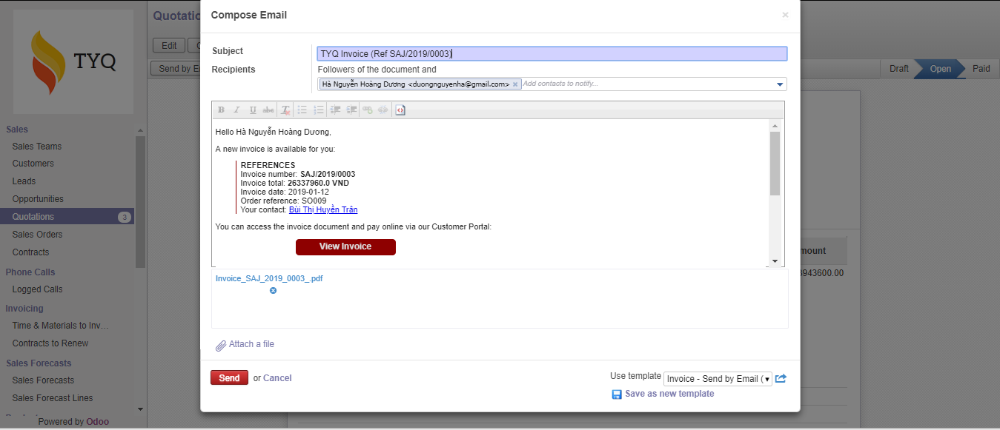 TYQ
Sales
Sales Teams
Customers
Leads
Opportunities
Quotations 3
Sales Orders
Contracts
Phone Calls
Logged Calls
Invoicing
Time & Materials to Inv…
Contracts to Renew
Sales Forecasts
Sales Forecasts
Sales Forecast Lines
Powered by Odoo
Edit
Send by
Draft Open Paid
Compose Email ×
Subject TYQ Invoice (Ref SAJ/2019/0003)
Recipients Followers of the document and
Hà Nguyễn Hoàng Dương <duongnguyenha@gmail.com> × Add contacts to notify...
B I U abc T
Hello Hà Nguyễn Hoàng Dương,
A new invoice is available for you:
REFERENCES
Invoice number: SAJ/2019/0003
Invoice total: 26337960.0 VND
Invoice date: 2019-01-12
Order reference: SO009
Your contact: Bùi Thị Huyền Trân
You can access the invoice document and pay online via our Customer Portal:
View Invoice
Invoice_SAJ_2019_0003_.pdf
Attach a file
Send or Cancel
Use template Invoice - Send by Email (
Save as new template
mount
943600.00